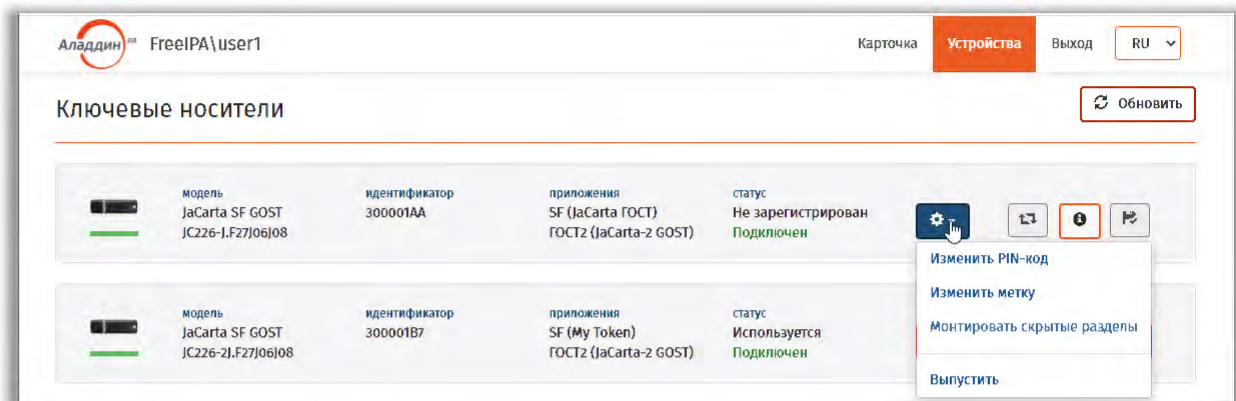 Аладдин РД FreeIPA\user1 Карточка Устройства Выход RU
Ключевые носители Обновить
модель идентификатор приложения статус
JaCarta SF GOST 300001AA SF (JaCarta ГОСТ) Не зарегистрирован
JC226-J.F27J06J08 ГОСТ2 (JaCarta-2 GOST) Подключен
Изменить PIN-код
Изменить метку
Монтировать скрытые разделы
Выпустить
модель идентификатор приложения статус
JaCarta SF GOST 300001B7 SF (My Token) Используется
JC226-2J.F27J06J08 ГОСТ2 (JaCarta-2 GOST) Подключен